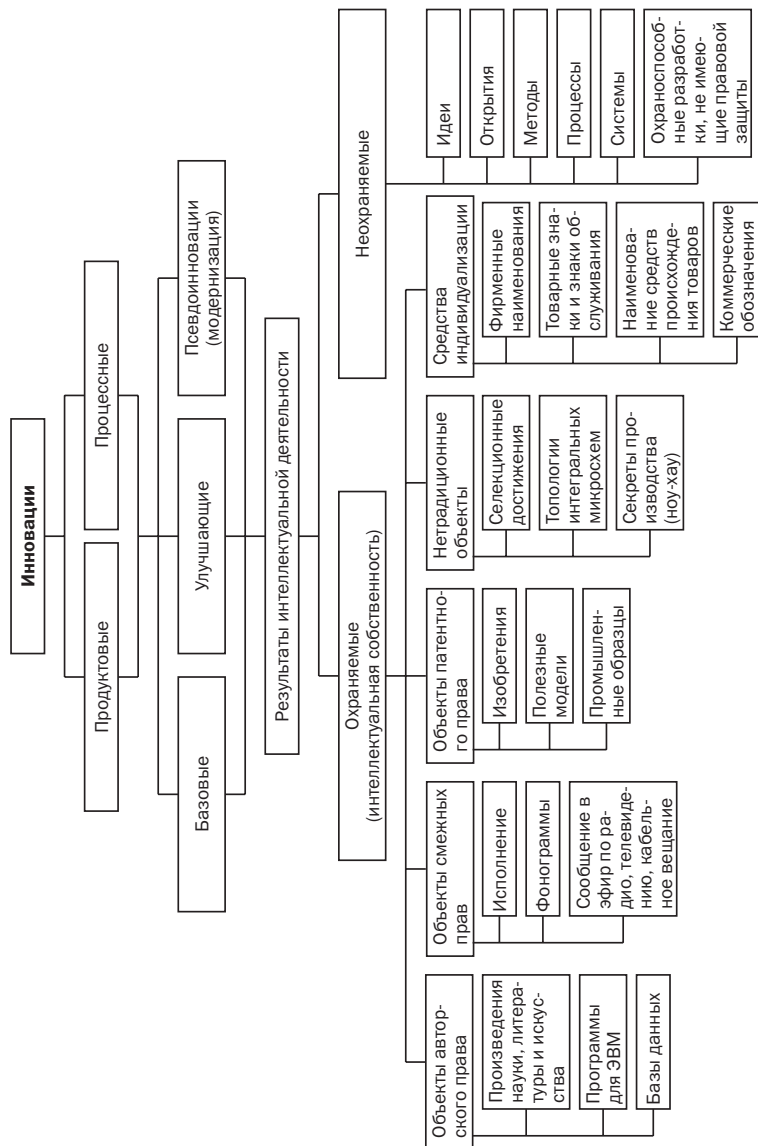 Инновации
Продуктовые
Процессные
Базовые
Улучшающие
Псевдоинновации
(модернизация)
Результаты интеллектуальной деятельности
Охраняемые
(интеллектуальная собственность)
Неохраняемые
Объекты автор-
ского права
Произведения
науки, литера-
туры и искус-
ства
Программы
для ЭВМ
Базы данных
Объекты смежных
прав
Исполнение
Фонограммы
Сообщение в
эфир по ра-
дио, телевиде-
нию, кабель-
ное вещание
Объекты патентно-
го права
Изобретения
Полезные
модели
Промышлен-
ные образцы
Нетрадиционные
объекты
Селекционные
достижения
Топологии
интегральных
микросхем
Секреты про-
изводства
(ноу-хау)
Средства
индивидуализации
Фирменные
наименования
Товарные зна-
ки и знаки об-
служивания
Наименова-
ние средств
происхожде-
ния товаров
Коммерческие
обозначения
Идеи
Открытия
Методы
Процессы
Системы
Охраноспособ-
ные разработ-
ки, не имею-
щие правовой
защиты